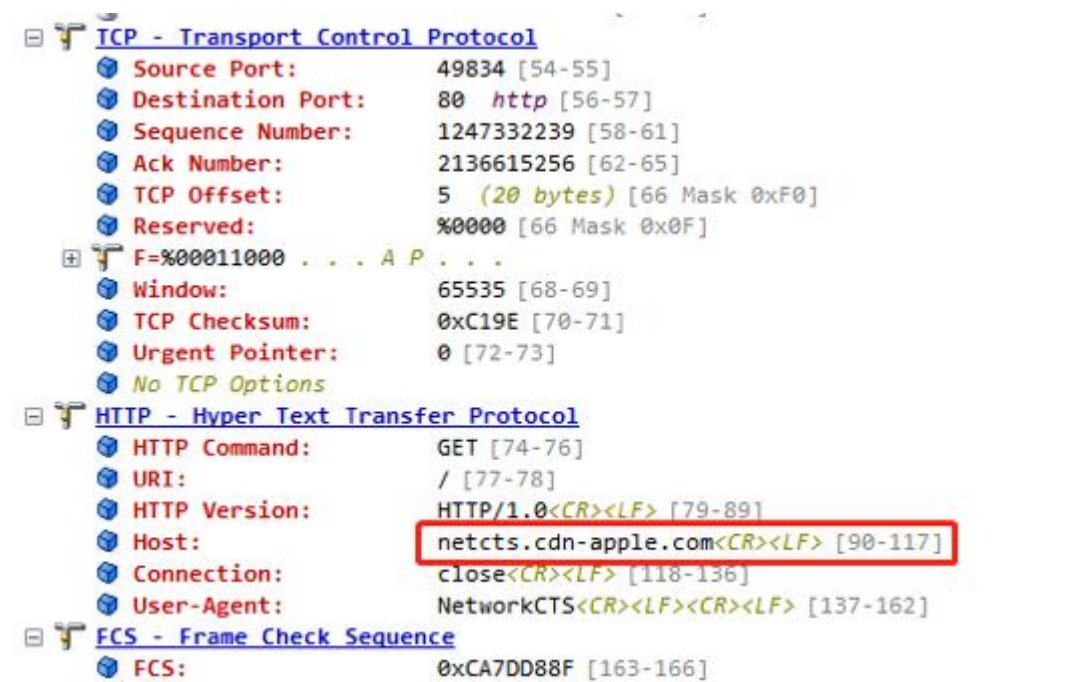 TCP - Transport Control Protocol
Source Port: 49834 [54-55]
Destination Port: 80 http [56-57]
Sequence Number: 1247332239 [58-61]
Ack Number: 2136615256 [62-65]
TCP Offset: 5 (20 bytes) [66 Mask 0xF0]
Reserved: %0000 [66 Mask 0x0F]
F=%00011000 . . . A P . . .
Window: 65535 [68-69]
TCP Checksum: 0xC19E [70-71]
Urgent Pointer: 0 [72-73]
No TCP Options
HTTP - Hyper Text Transfer Protocol
HTTP Command: GET [74-76]
URI: / [77-78]
HTTP Version: HTTP/1.0<CR><LF> [79-89]
Host: netcts.cdn-apple.com<CR><LF> [90-117]
Connection: close<CR><LF> [118-136]
User-Agent: NetworkCTS<CR><LF><CR><LF> [137-162]
FCS - Frame Check Sequence
FCS: 0xCA7DD88F [163-166]